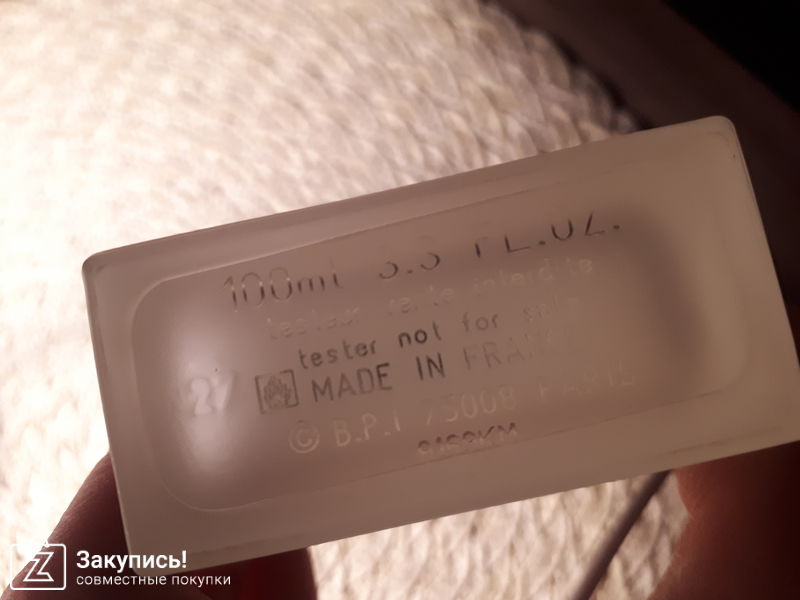 100ml 3.3 FL.OZ.
testeur vente interdite
tester not for sale
27 MADE IN FRANCE
© B.P.I 75008 PARIS
Закупись!
совместные покупки